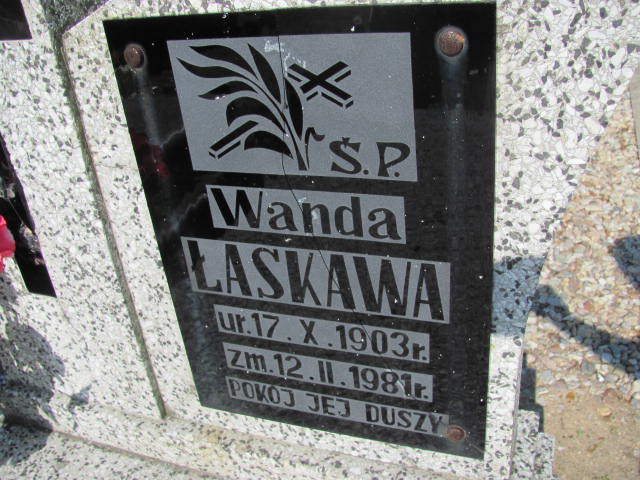 Ś.P.
Wanda
ŁASKAWA
ur.17.X.1903r.
zm.12.II.1981r.
POKÓJ JEJ DUSZY